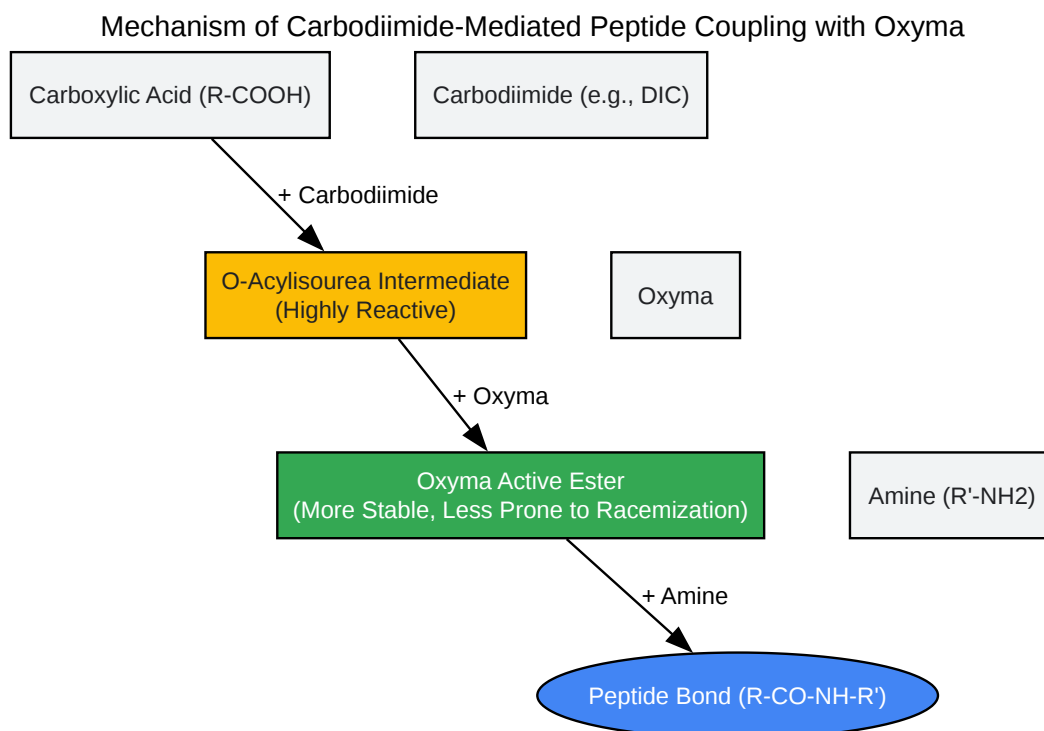 Mechanism of Carbodiimide-Mediated Peptide Coupling with Oxyma
Carboxylic Acid (R-COOH)
Carbodiimide (e.g., DIC)
+ Carbodiimide
O-Acylisourea Intermediate
(Highly Reactive)
Oxyma
+ Oxyma
Oxyma Active Ester
(More Stable, Less Prone to Racemization)
Amine (R'-NH2)
+ Amine
Peptide Bond (R-CO-NH-R')